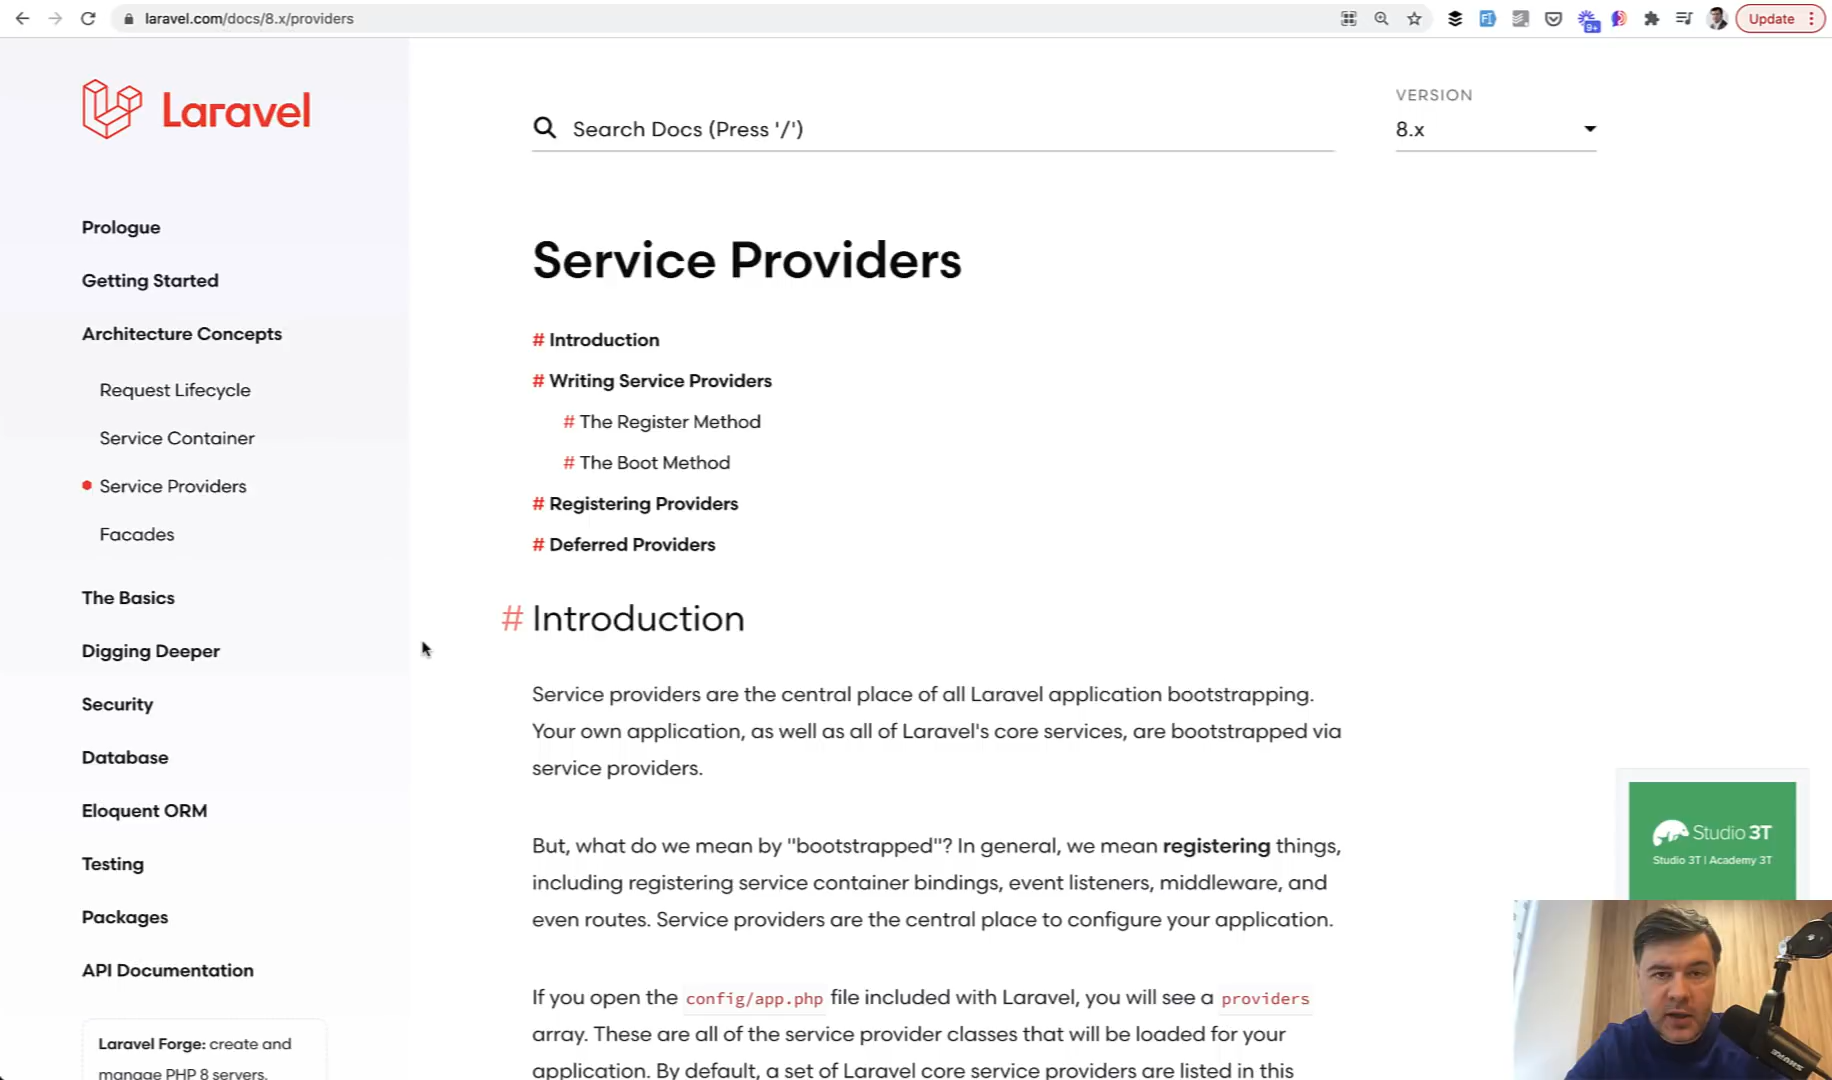 laravel.com/docs/8.x/providers
9+
Update
Laravel
Search Docs (Press '/')
VERSION
8.x
Prologue
Getting Started
Architecture Concepts
Request Lifecycle
Service Container
Service Providers
Facades
The Basics
Digging Deeper
Security
Database
Eloquent ORM
Testing
Packages
API Documentation
Laravel Forge: create and
manage PHP 8 servers.
Service Providers
# Introduction
# Writing Service Providers
# The Register Method
# The Boot Method
# Registering Providers
# Deferred Providers
# Introduction
Service providers are the central place of all Laravel application bootstrapping.
Your own application, as well as all of Laravel's core services, are bootstrapped via
service providers.
But, what do we mean by "bootstrapped"? In general, we mean registering things,
including registering service container bindings, event listeners, middleware, and
even routes. Service providers are the central place to configure your application.
If you open the config/app.php file included with Laravel, you will see a providers
array. These are all of the service provider classes that will be loaded for your
application. By default, a set of Laravel core service providers are listed in this
Studio 3T
Studio 3T | Academy 3T